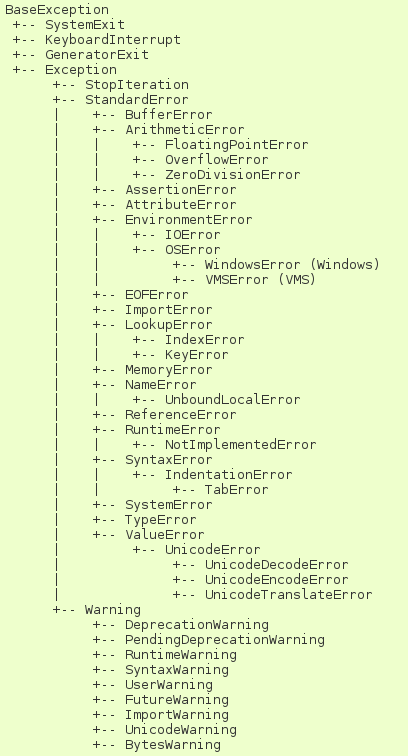 BaseException
 +-- SystemExit
 +-- KeyboardInterrupt
 +-- GeneratorExit
 +-- Exception
      +-- StopIteration
      +-- StandardError
      |    +-- BufferError
      |    +-- ArithmeticError
      |    |    +-- FloatingPointError
      |    |    +-- OverflowError
      |    |    +-- ZeroDivisionError
      |    +-- AssertionError
      |    +-- AttributeError
      |    +-- EnvironmentError
      |    |    +-- IOError
      |    |    +-- OSError
      |    |         +-- WindowsError (Windows)
      |    |         +-- VMSError (VMS)
      |    +-- EOFError
      |    +-- ImportError
      |    +-- LookupError
      |    |    +-- IndexError
      |    |    +-- KeyError
      |    +-- MemoryError
      |    +-- NameError
      |    |    +-- UnboundLocalError
      |    +-- ReferenceError
      |    +-- RuntimeError
      |    |    +-- NotImplementedError
      |    +-- SyntaxError
      |    |    +-- IndentationError
      |    |         +-- TabError
      |    +-- SystemError
      |    +-- TypeError
      |    +-- ValueError
      |         +-- UnicodeError
      |              +-- UnicodeDecodeError
      |              +-- UnicodeEncodeError
      |              +-- UnicodeTranslateError
      +-- Warning
           +-- DeprecationWarning
           +-- PendingDeprecationWarning
           +-- RuntimeWarning
           +-- SyntaxWarning
           +-- UserWarning
           +-- FutureWarning
           +-- ImportWarning
           +-- UnicodeWarning
           +-- BytesWarning